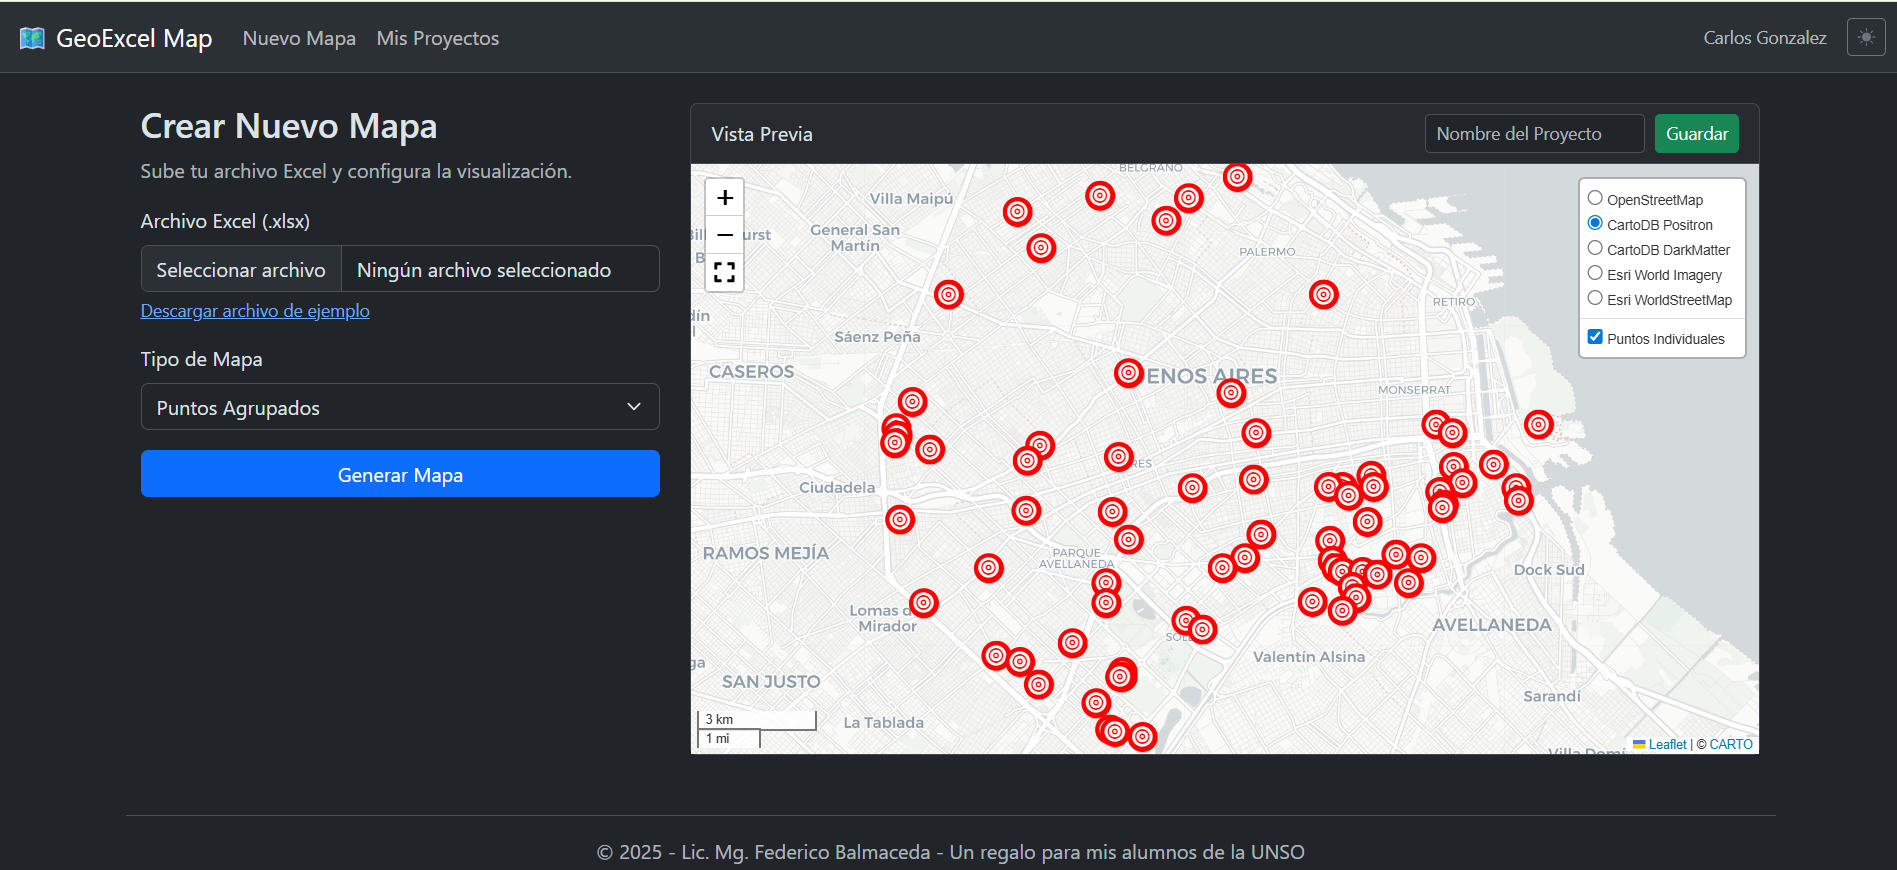 GeoExcel Map
Nuevo Mapa
Mis Proyectos
Carlos Gonzalez
Crear Nuevo Mapa
Sube tu archivo Excel y configura la visualización.
Archivo Excel (.xlsx)
Seleccionar archivo
Ningún archivo seleccionado
Descargar archivo de ejemplo
Tipo de Mapa
Puntos Agrupados
Generar Mapa
Vista Previa
Nombre del Proyecto
Guardar
+
−
OpenStreetMap
CartoDB Positron
CartoDB DarkMatter
Esri World Imagery
Esri WorldStreetMap
Puntos Individuales
BELGRANO
Villa Maipú
General San
Martín
PALERMO
RETIRO
Sáenz Peña
CASEROS
ENOS AIRES
MONSERRAT
Ciudadela
RAMOS MEJÍA
PARQUE
AVELLANEDA
Dock Sud
Lomas d
Mirador
AVELLANEDA
Valentín Alsina
SAN JUSTO
Sarandí
La Tablada
3 km
1 mi
Leaflet | © CARTO
© 2025 - Lic. Mg. Federico Balmaceda - Un regalo para mis alumnos de la UNSO